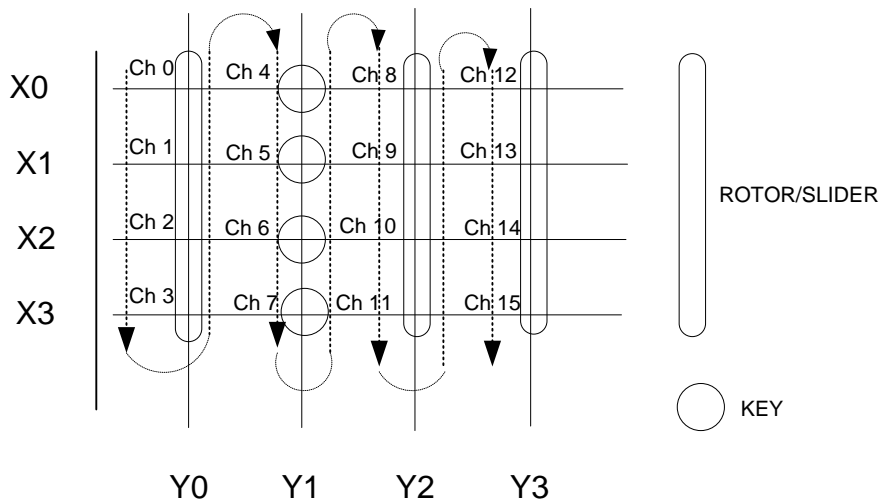 Ch 0
Ch 4
Ch 8
Ch 12
X0
Ch 1
Ch 5
Ch 9
Ch 13
X1
ROTOR/SLIDER
Ch 2
Ch 6
Ch 10
Ch 14
X2
Ch 3
Ch 7
Ch 11
Ch 15
X3
KEY
Y0
Y1
Y2
Y3